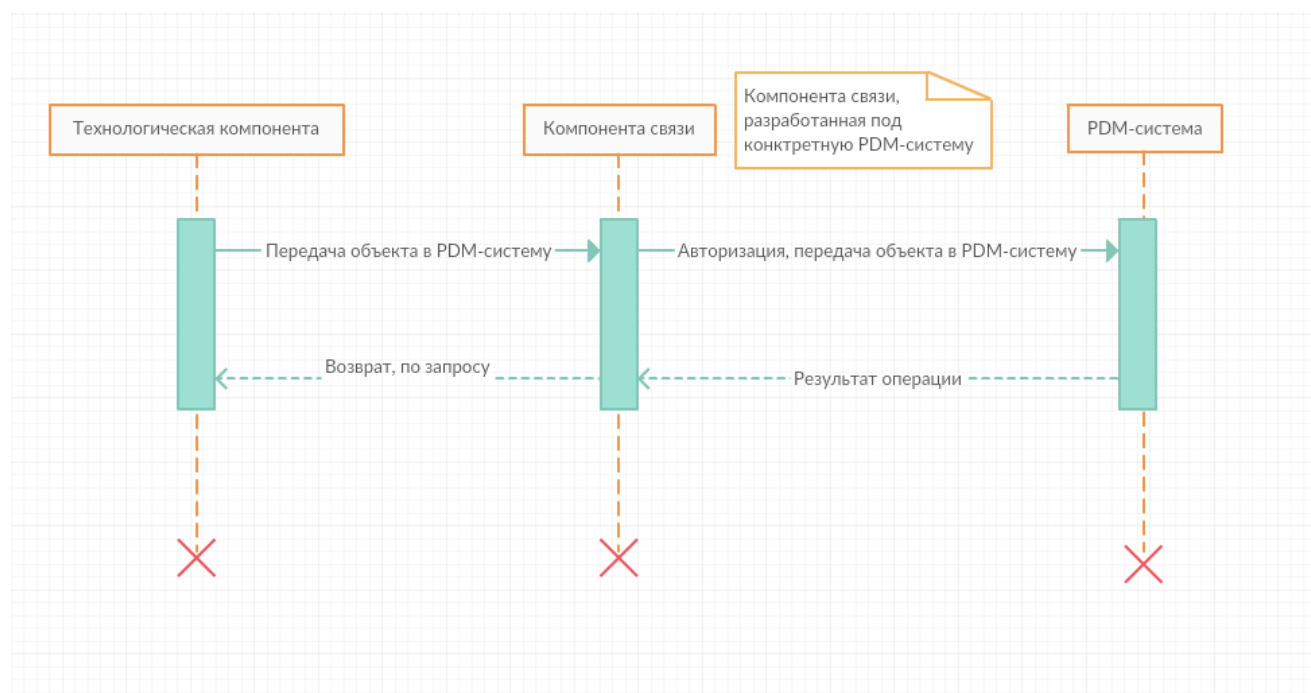 Технологическая компонента
Компонента связи
Компонента связи,
разработанная под
конктретную PDM-систему
PDM-система
Передача объекта в PDM-систему
Авторизация, передача объекта в PDM-систему
Возврат, по запросу
Результат операции